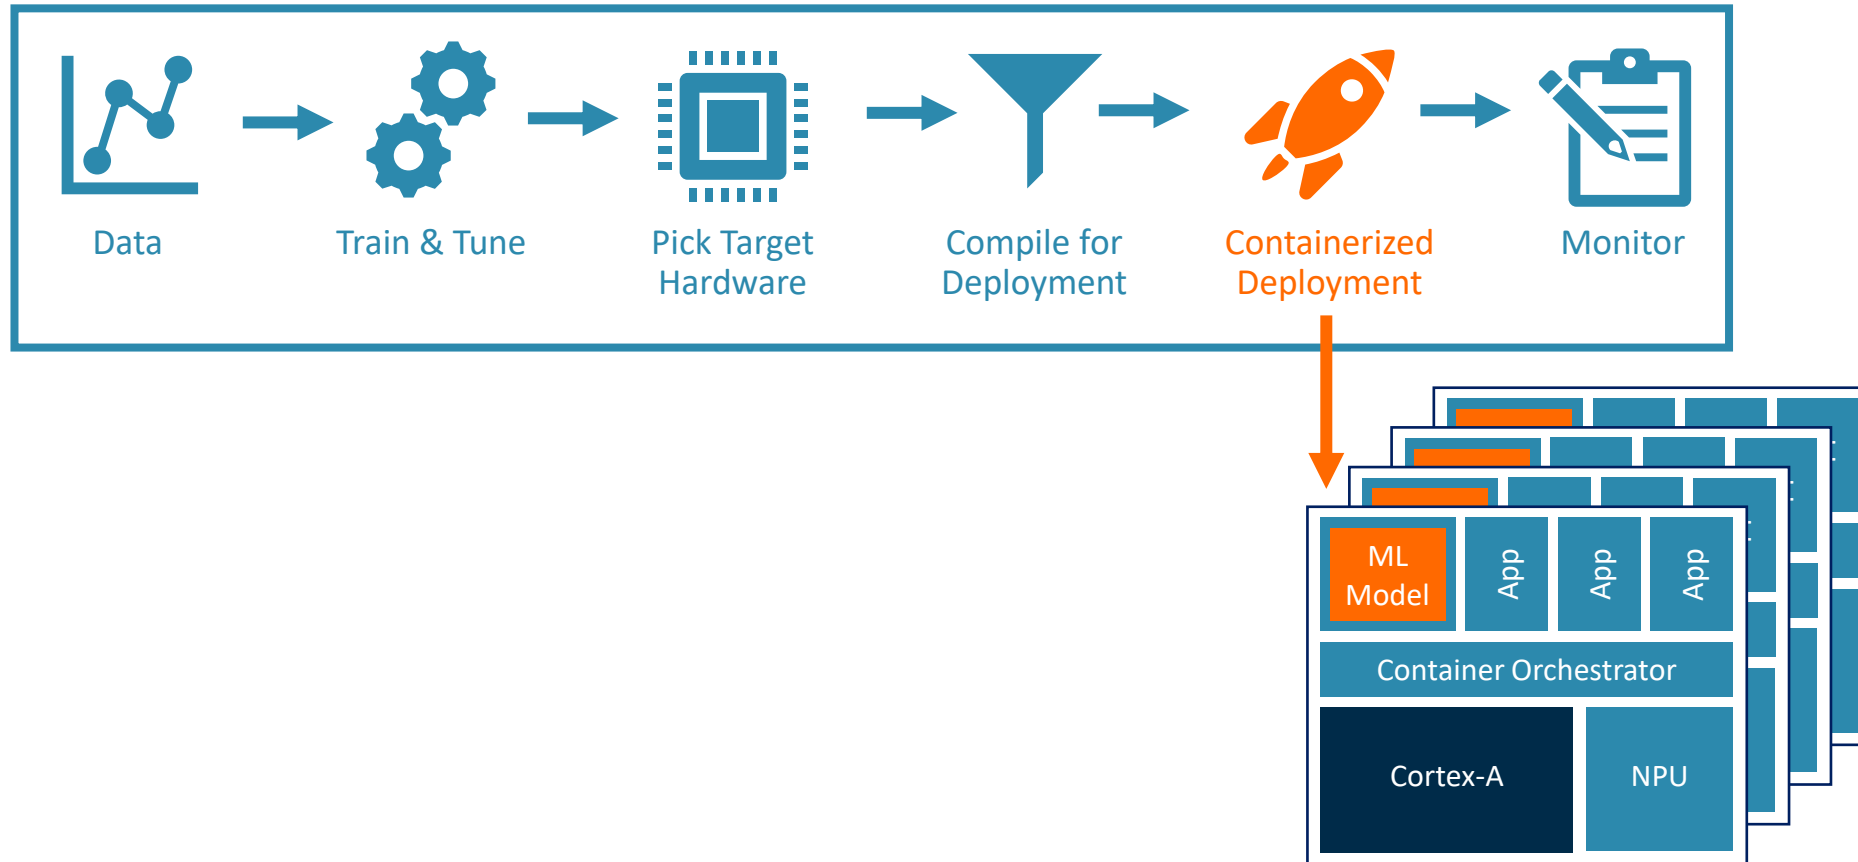 Data
Train & Tune
Pick Target
Hardware
Compile for
Deployment
Containerized
Deployment
Monitor
ML
Model
App
App
App
Container Orchestrator
Cortex-A
NPU